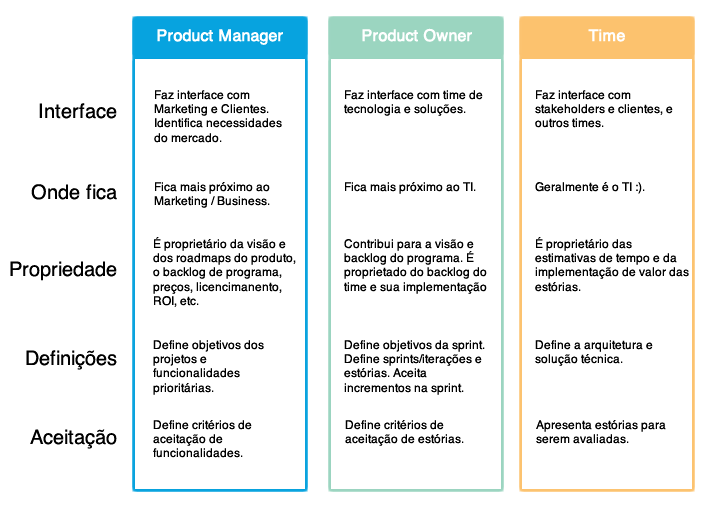 Product Manager
Product Owner
Time
Interface
Faz interface com
Marketing e Clientes.
Identifica necessidades
do mercado.
Faz interface com time de
tecnologia e soluções.
Faz interface com
stakeholders e clientes, e
outros times.
Onde fica
Fica mais próximo ao
Marketing / Business.
Fica mais próximo ao TI.
Geralmente é o TI :).
Propriedade
É proprietário da visão e
dos roadmaps do produto,
o backlog de programa,
preços, licencimanento,
ROI, etc.
Contribui para a visão e
backlog do programa. É
proprietado do backlog do
time e sua implementação
É proprietário das
estimativas de tempo e da
implementação de valor das
estórias.
Definições
Define objetivos dos
projetos e
funcionalidades
prioritárias.
Define objetivos da sprint.
Define sprints/iterações e
estórias. Aceita
incrementos na sprint.
Define a arquitetura e
solução técnica.
Aceitação
Define critérios de
aceitação de
funcionalidades.
Define critérios de
aceitação de estórias.
Apresenta estórias para
serem avaliadas.